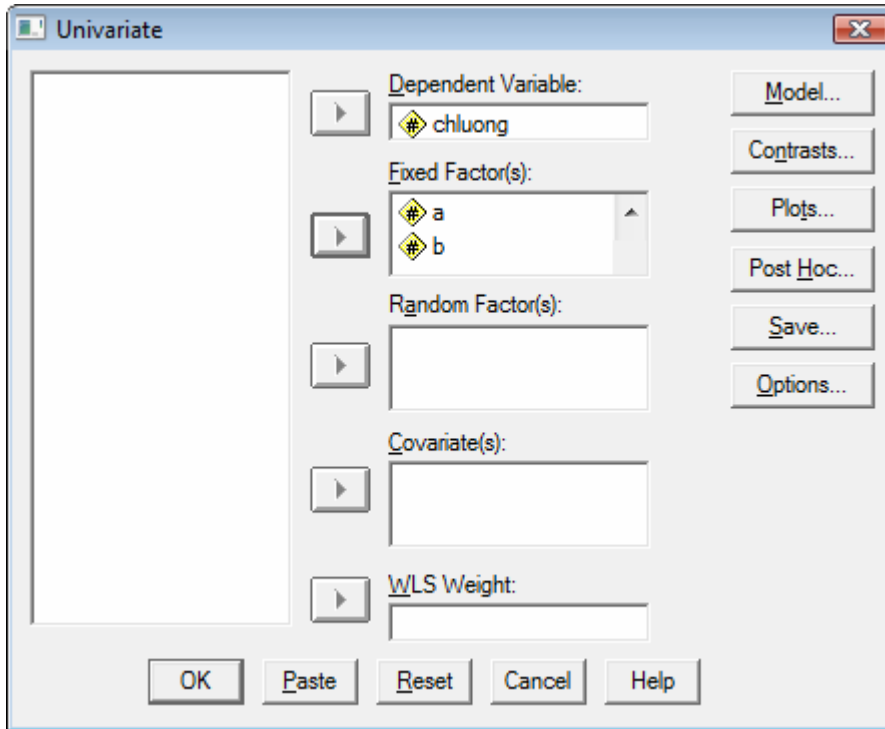 Univariate
Dependent Variable:
# chluong
Fixed Factor(s):
# a
# b
Random Factor(s):
Covariate(s):
WLS Weight:
Model...
Contrasts...
Plots...
Post Hoc...
Save...
Options...
OK
Paste
Reset
Cancel
Help